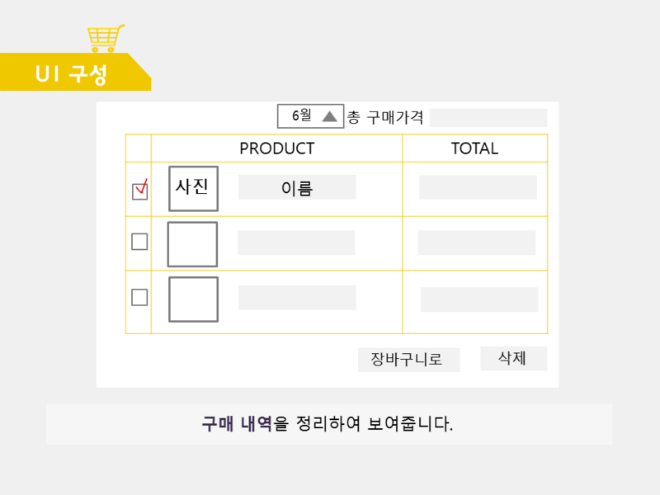 UI 구성
6월 ▲ 총 구매가격
PRODUCT TOTAL
사진 이름
장바구니로 삭제
구매 내역을 정리하여 보여줍니다.